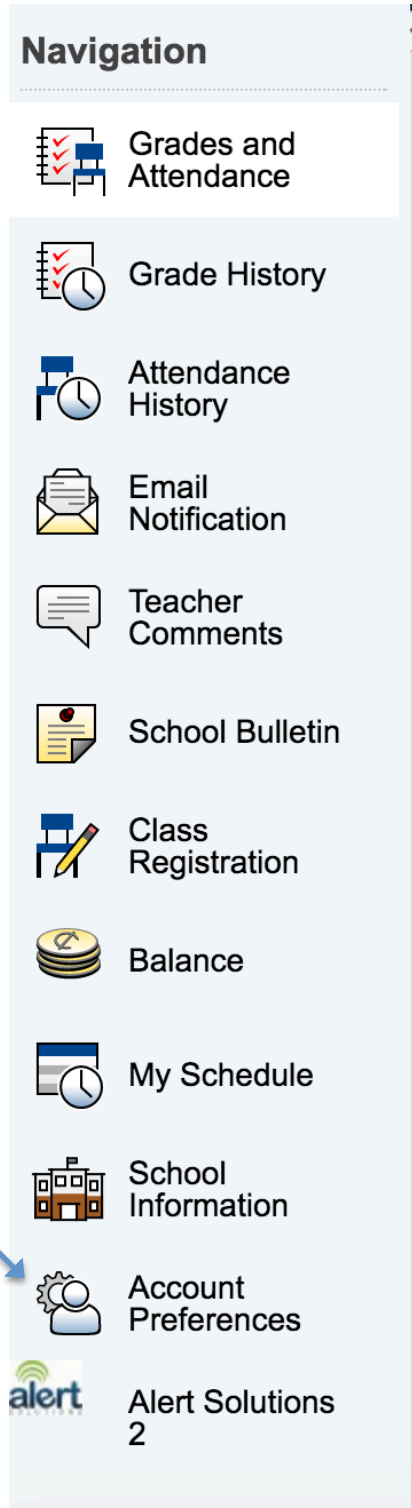 Navigation
Grades and
Attendance
Grade History
Attendance
History
Email
Notification
Teacher
Comments
School Bulletin
Class
Registration
Balance
My Schedule
School
Information
Account
Preferences
alert
SOLUTIONS
Alert Solutions
2